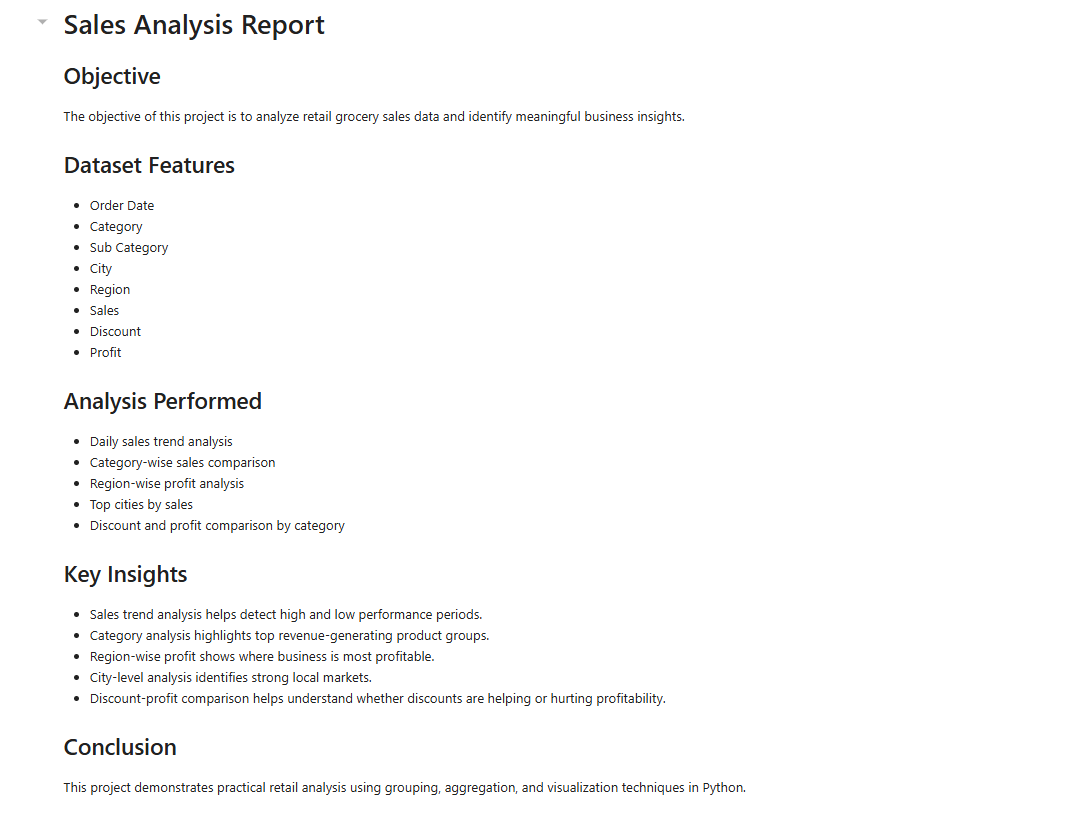 Sales Analysis Report
Objective
The objective of this project is to analyze retail grocery sales data and identify meaningful business insights.
Dataset Features
Order Date
Category
Sub Category
City
Region
Sales
Discount
Profit
Analysis Performed
Daily sales trend analysis
Category-wise sales comparison
Region-wise profit analysis
Top cities by sales
Discount and profit comparison by category
Key Insights
Sales trend analysis helps detect high and low performance periods.
Category analysis highlights top revenue-generating product groups.
Region-wise profit shows where business is most profitable.
City-level analysis identifies strong local markets.
Discount-profit comparison helps understand whether discounts are helping or hurting profitability.
Conclusion
This project demonstrates practical retail analysis using grouping, aggregation, and visualization techniques in Python.